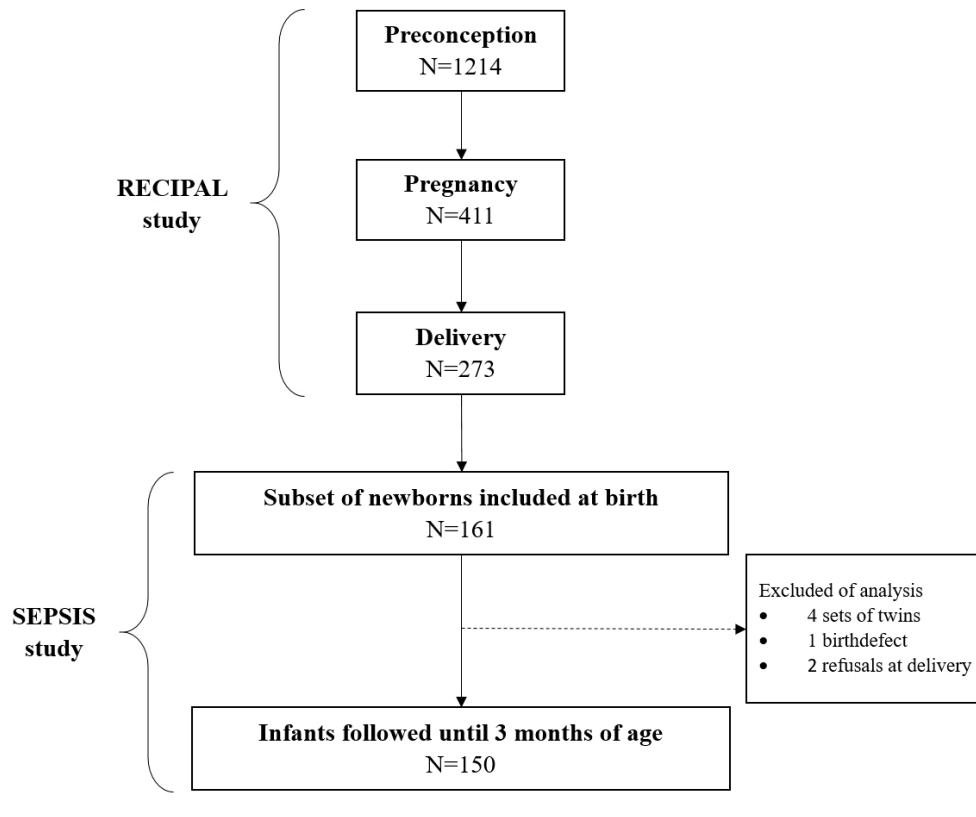 Preconception
N=1214
RECIPAL
study
Pregnancy
N=411
Delivery
N=273
Subset of newborns included at birth
N=161
SEPSIS
study
Excluded of analysis
• 4 sets of twins
• 1 birthdefect
• 2 refusals at delivery
Infants followed until 3 months of age
N=150